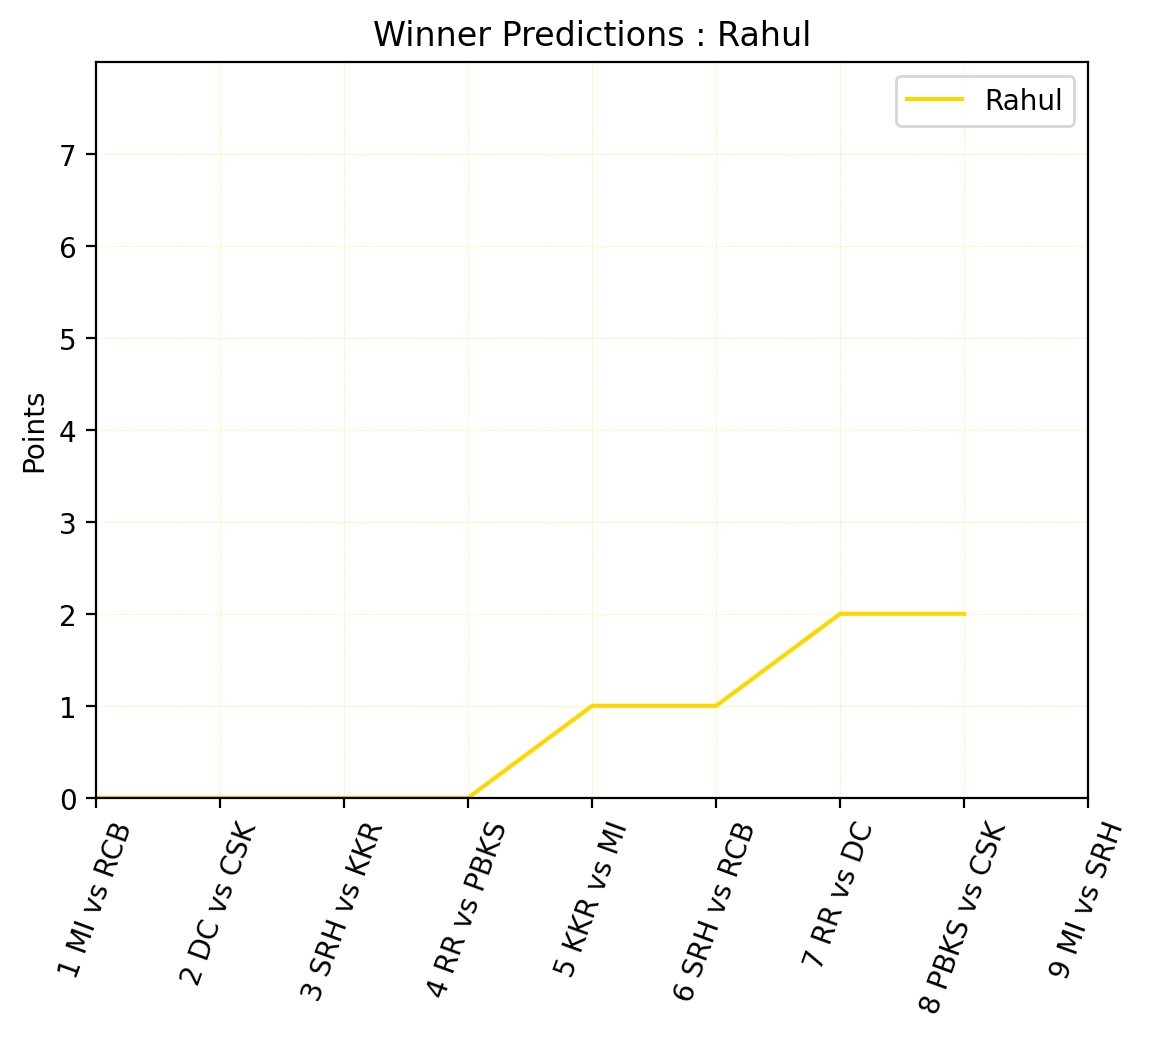 Winner Predictions : Rahul
Rahul
Points
7
6
5
4
3
2
1
0
1 MI vs RCB
2 DC vs CSK
3 SRH vs KKR
4 RR vs PBKS
5 KKR vs MI
6 SRH vs RCB
7 RR vs DC
8 PBKS vs CSK
9 MI vs SRH